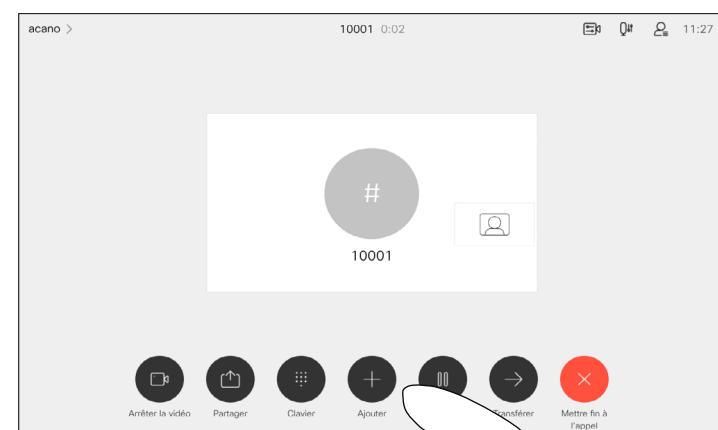 acano >
10001 0:02
11:27
#
10001
Arrêter la vidéo
Partager
Clavier
Ajouter
Transférer
Mettre fin à
l'appel